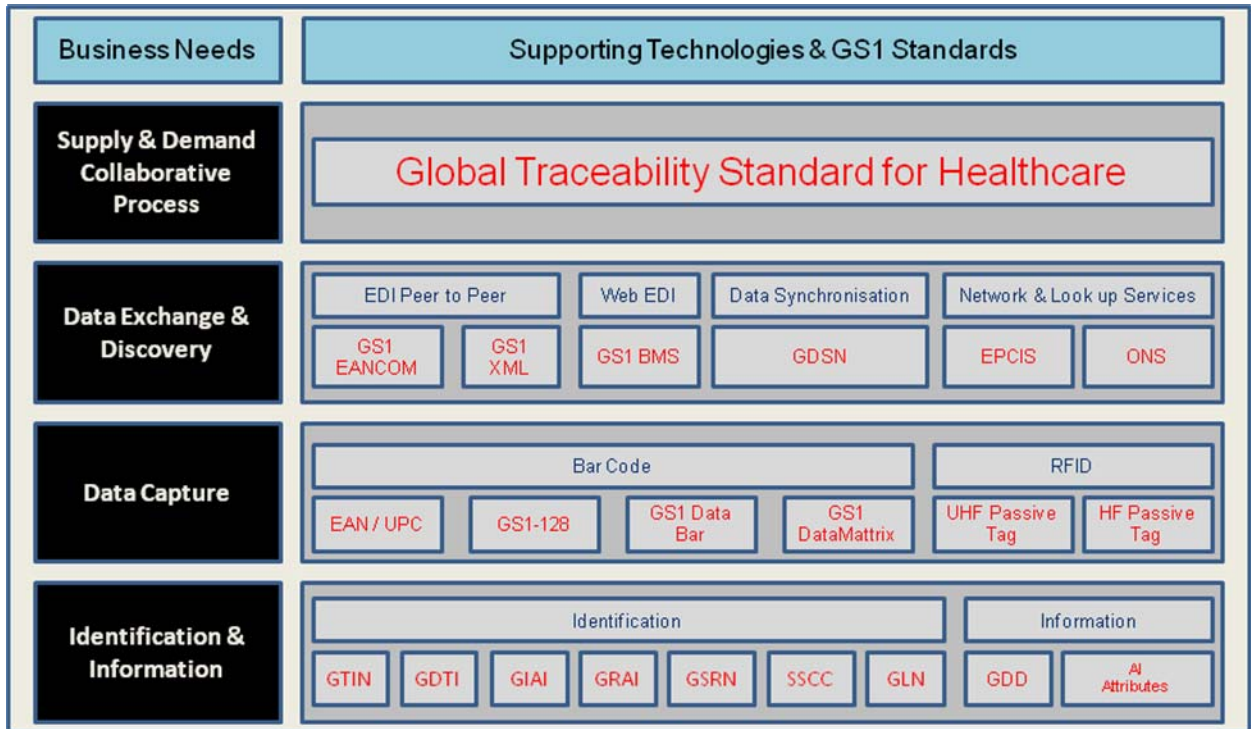 Business Needs
Supporting Technologies & GS1 Standards
Supply & Demand
Collaborative
Process
Global Traceability Standard for Healthcare
Data Exchange &
Discovery
EDI Peer to Peer
Web EDI
Data Synchronisation
Network & Look up Services
GS1
EANCOM
GS1
XML
GS1 BMS
GDSN
EPCIS
ONS
Data Capture
Bar Code
RFID
EAN / UPC
GS1-128
GS1 Data
Bar
GS1
DataMattrix
UHF Passive
Tag
HF Passive
Tag
Identification &
Information
Identification
Information
GTIN
GDTI
GIAI
GRAI
GSRN
SSCC
GLN
GDD
AI
Attributes